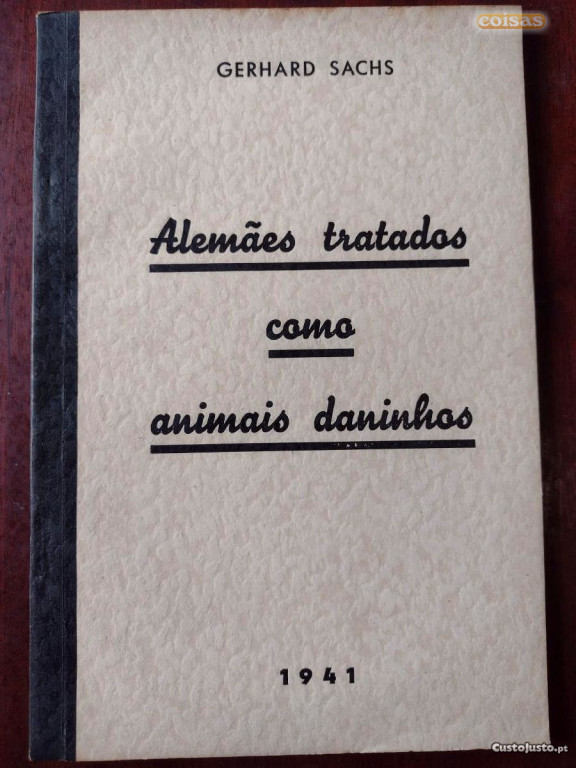 coisas
GERHARD SACHS
Alemães tratados
como
animais daninhos
1941
CustoJusto.pt